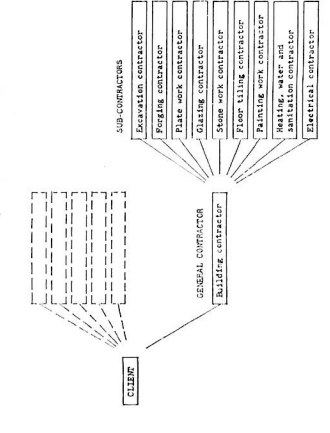 SUB-CONTRACTORS
Excavation contractor
Forging contractor
Plate work contractor
Glazing contractor
Stone work contractor
Floor tiling contractor
Painting work contractor
Heating, water and
sanitation contractor
Electrical contractor
GENERAL CONTRACTOR
Building contractor
CLIENT